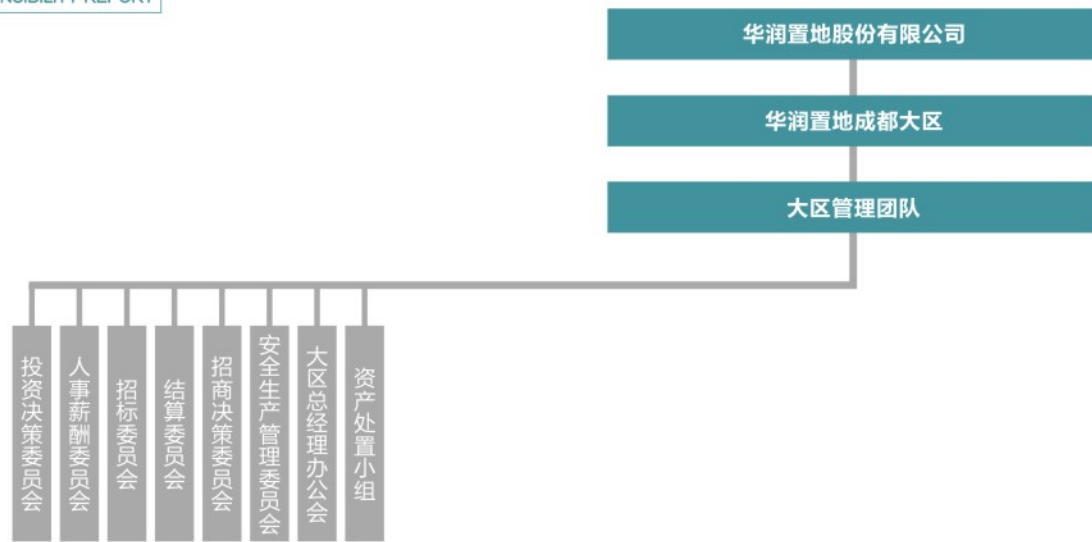 华润置地股份有限公司
华润置地成都大区
大区管理团队
投资决策委员会
人事薪酬委员会
招标委员会
结算委员会
招商决策委员会
安全生产管理委员会
大区总经理办公会
资产处置小组